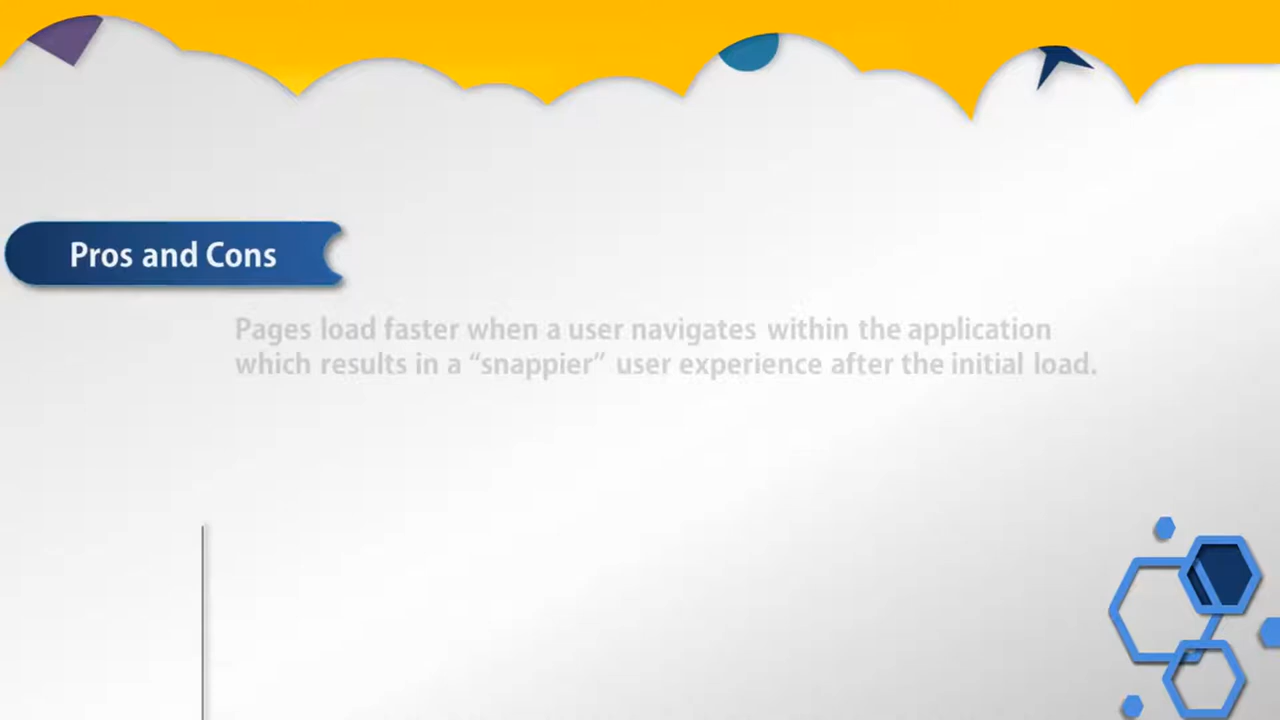 Pros and Cons
Pages load faster when a user navigates within the application
which results in a “snappier” user experience after the initial load.